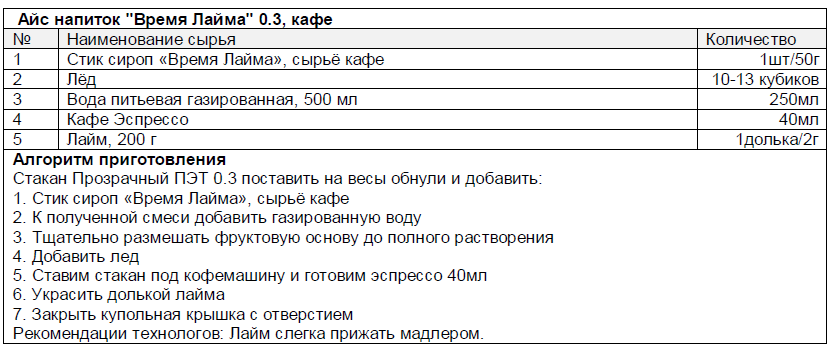 Айс напиток "Время Лайма" 0.3, кафе
№ Наименование сырья Количество
1 Стик сироп «Время Лайма», сырьё кафе 1шт/50г
2 Лёд 10-13 кубиков
3 Вода питьевая газированная, 500 мл 250мл
4 Кафе Эспрессо 40мл
5 Лайм, 200 г 1долька/2г
Алгоритм приготовления
Стакан Прозрачный ПЭТ 0.3 поставить на весы обнули и добавить:
1. Стик сироп «Время Лайма», сырьё кафе
2. К полученной смеси добавить газированную воду
3. Тщательно размешать фруктовую основу до полного растворения
4. Добавить лед
5. Ставим стакан под кофемашину и готовим эспрессо 40мл
6. Украсить долькой лайма
7. Закрыть купольная крышка с отверстием
Рекомендации технологов: Лайм слегка прижать мадлером.